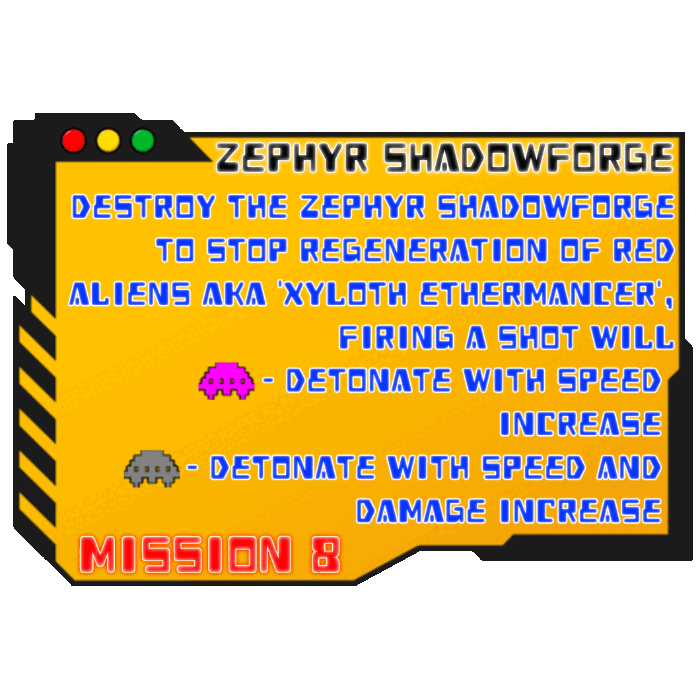 ZEPHYR SHADOWFORGE
DESTROY THE ZEPHYR SHADOWFORGE
TO STOP REGENERATION OF RED
ALIENS AKA 'XYLOTH ETHERMANCER',
FIRING A SHOT WILL
- DETONATE WITH SPEED
INCREASE
- DETONATE WITH SPEED AND
DAMAGE INCREASE
MISSION 8